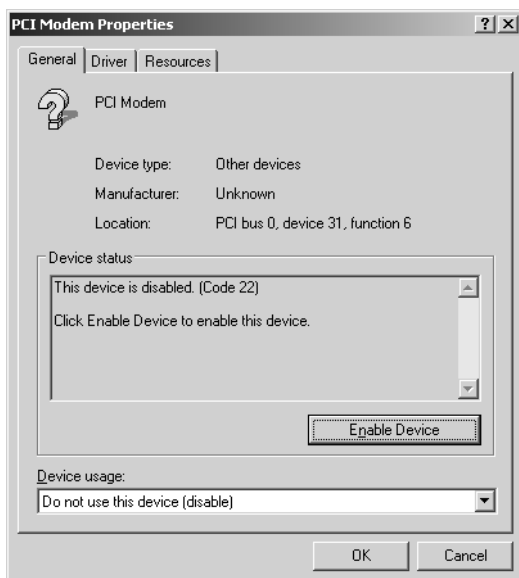 PCI Modem Properties
General Driver Resources
PCI Modem
Device type: Other devices
Manufacturer: Unknown
Location: PCI bus 0, device 31, function 6
Device status
This device is disabled. (Code 22)
Click Enable Device to enable this device.
Enable Device
Device usage:
Do not use this device (disable)
OK Cancel